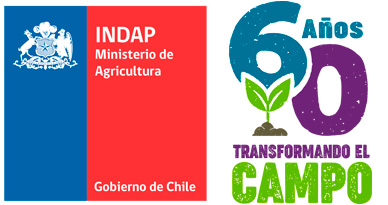 INDAP
Ministerio de
Agricultura
Gobierno de Chile
60 Años
TRANSFORMANDO EL
CAMPO